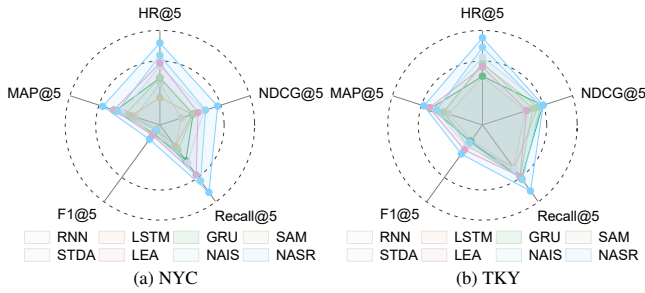 HR@5 HR@5
MAP@5 NDCG@5 MAP@5 NDCG@5
F1@5 Recall@5 F1@5 Recall@5
RNN LSTM GRU SAM RNN LSTM GRU SAM
STDA LEA NAIS NASR STDA LEA NAIS NASR
(a) NYC (b) TKY